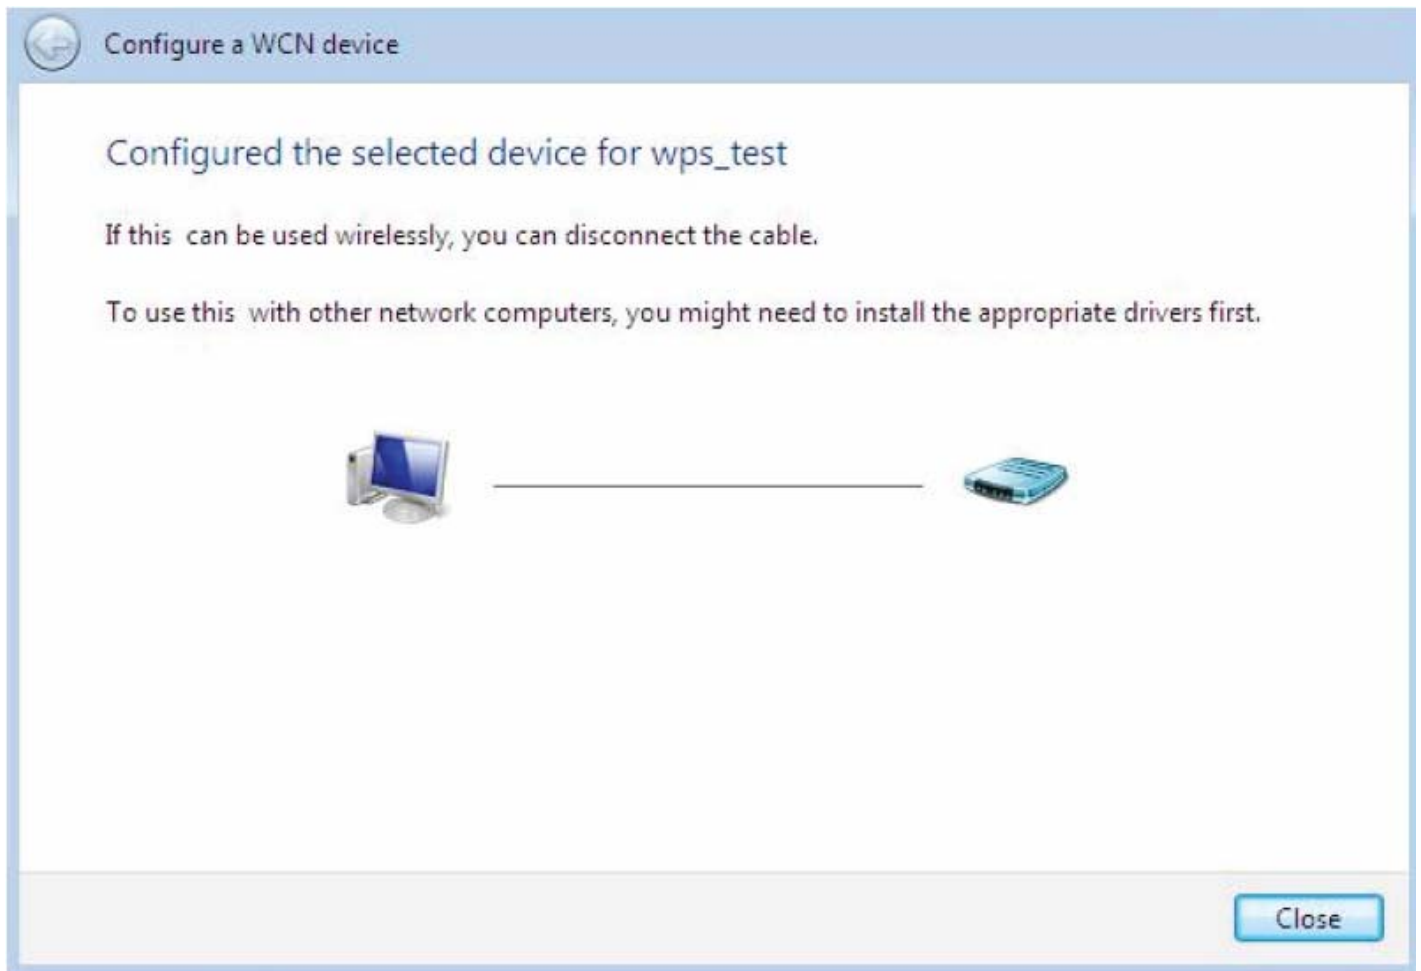 Configure a WCN device
Configured the selected device for wps_test
If this can be used wirelessly, you can disconnect the cable.
To use this with other network computers, you might need to install the appropriate drivers first.
Close